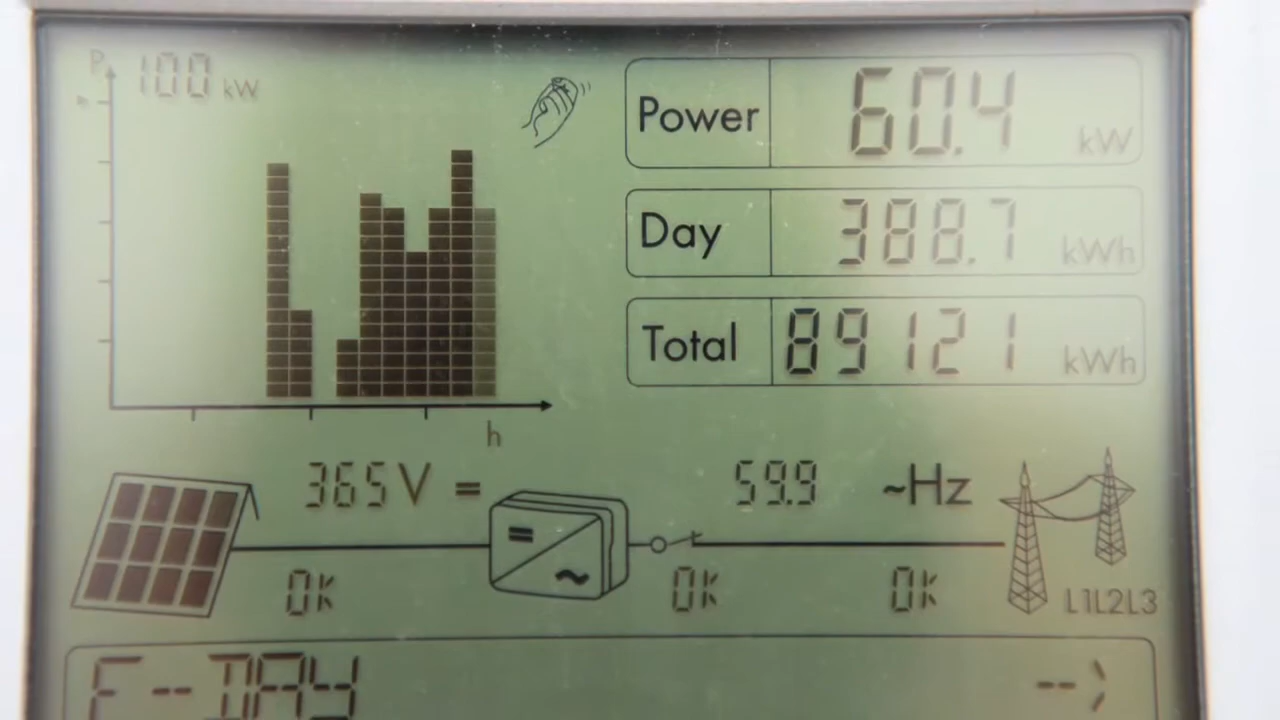 P
100 kW
Power 60.4 kW
Day 388.7 kWh
Total 89121 kWh
h
365V =
59.9 ~Hz
= ~
OK OK OK
L1L2L3
E--DAY -->